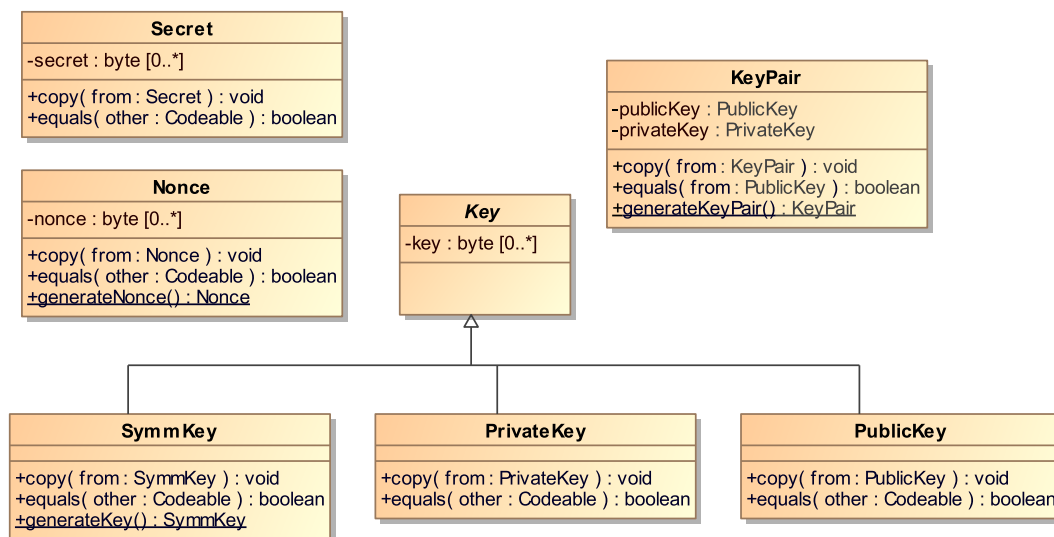 Secret
-secret : byte [0..*]
+copy( from : Secret ) : void
+equals( other : Codeable ) : boolean
KeyPair
-publicKey : PublicKey
-privateKey : PrivateKey
+copy( from : KeyPair ) : void
+equals( from : PublicKey ) : boolean
+generateKeyPair() : KeyPair
Nonce
-nonce : byte [0..*]
+copy( from : Nonce ) : void
+equals( other : Codeable ) : boolean
+generateNonce() : Nonce
Key
-key : byte [0..*]
SymmKey
+copy( from : SymmKey ) : void
+equals( other : Codeable ) : boolean
+generateKey() : SymmKey
PrivateKey
+copy( from : PrivateKey ) : void
+equals( other : Codeable ) : boolean
PublicKey
+copy( from : PublicKey ) : void
+equals( other : Codeable ) : boolean